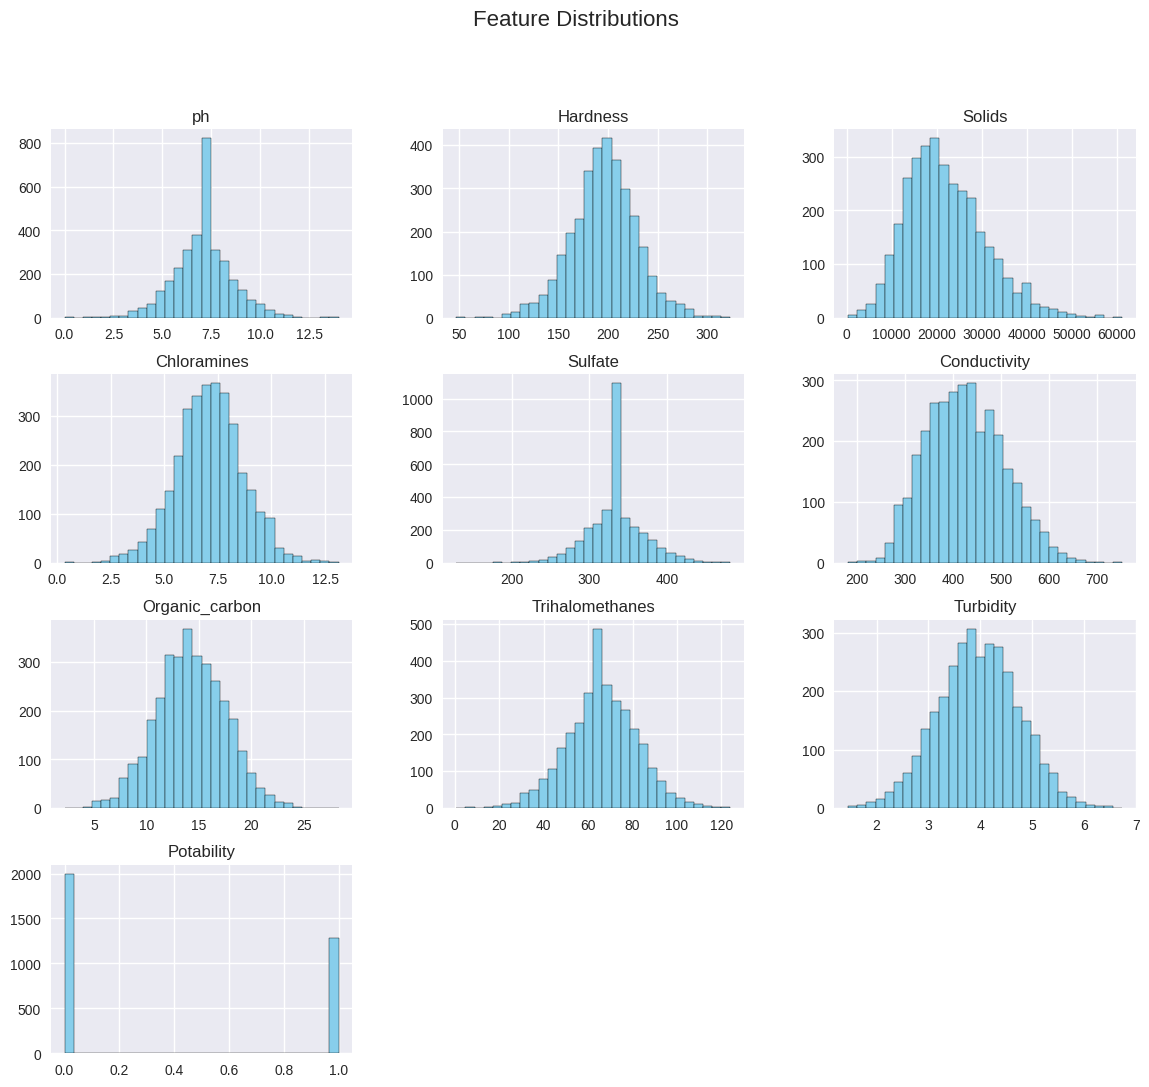 Feature Distributions
ph
Hardness
Solids
800
600
400
200
0
0.0 2.5 5.0 7.5 10.0 12.5
400
300
200
100
0
50 100 150 200 250 300
300
200
100
0
0 10000 20000 30000 40000 50000 60000
Chloramines
Sulfate
Conductivity
300
200
100
0
0.0 2.5 5.0 7.5 10.0 12.5
1000
800
600
400
200
0
200 300 400
300
200
100
0
200 300 400 500 600 700
Organic_carbon
Trihalomethanes
Turbidity
300
200
100
0
5 10 15 20 25
500
400
300
200
100
0
0 20 40 60 80 100 120
300
200
100
0
2 3 4 5 6 7
Potability
2000
1500
1000
500
0
0.0 0.2 0.4 0.6 0.8 1.0